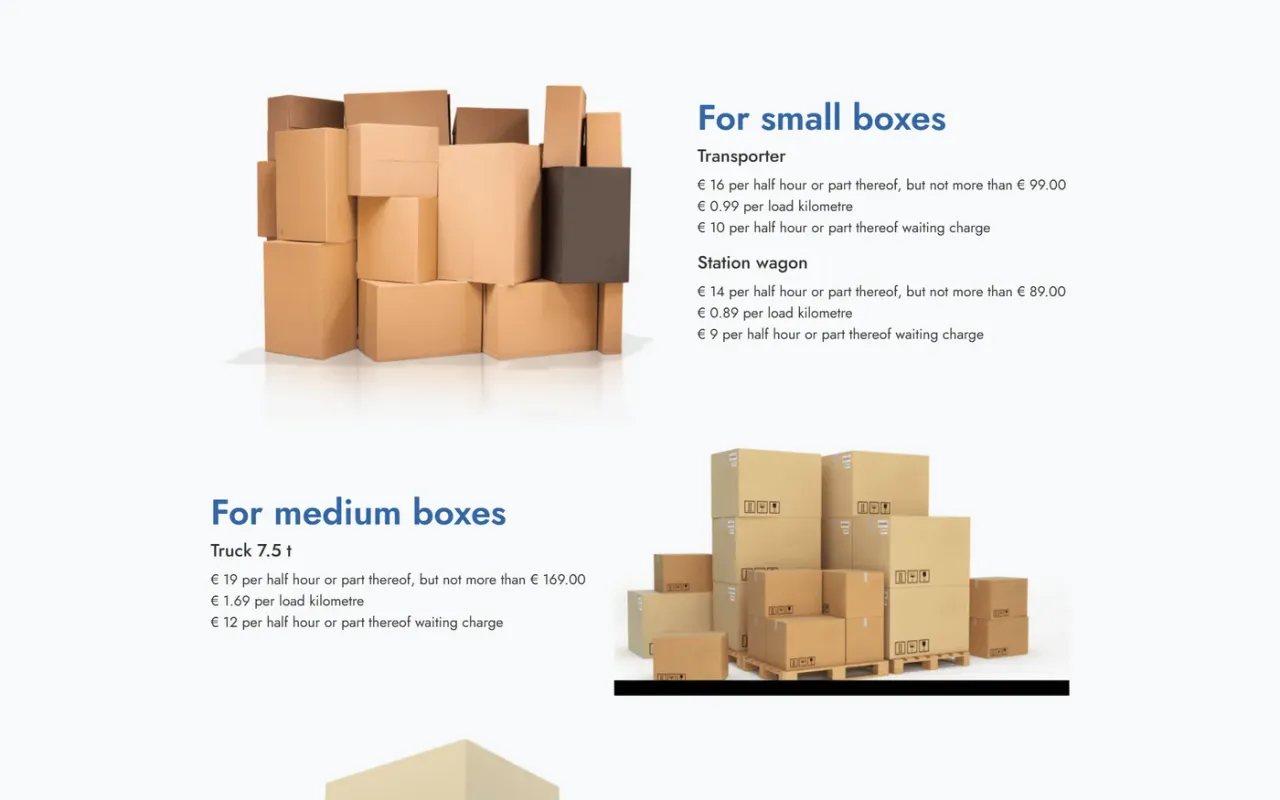 For small boxes
Transporter
€ 16 per half hour or part thereof, but not more than € 99.00
€ 0.99 per load kilometre
€ 10 per half hour or part thereof waiting charge
Station wagon
€ 14 per half hour or part thereof, but not more than € 89.00
€ 0.89 per load kilometre
€ 9 per half hour or part thereof waiting charge
For medium boxes
Truck 7.5 t
€ 19 per half hour or part thereof, but not more than € 169.00
€ 1.69 per load kilometre
€ 12 per half hour or part thereof waiting charge